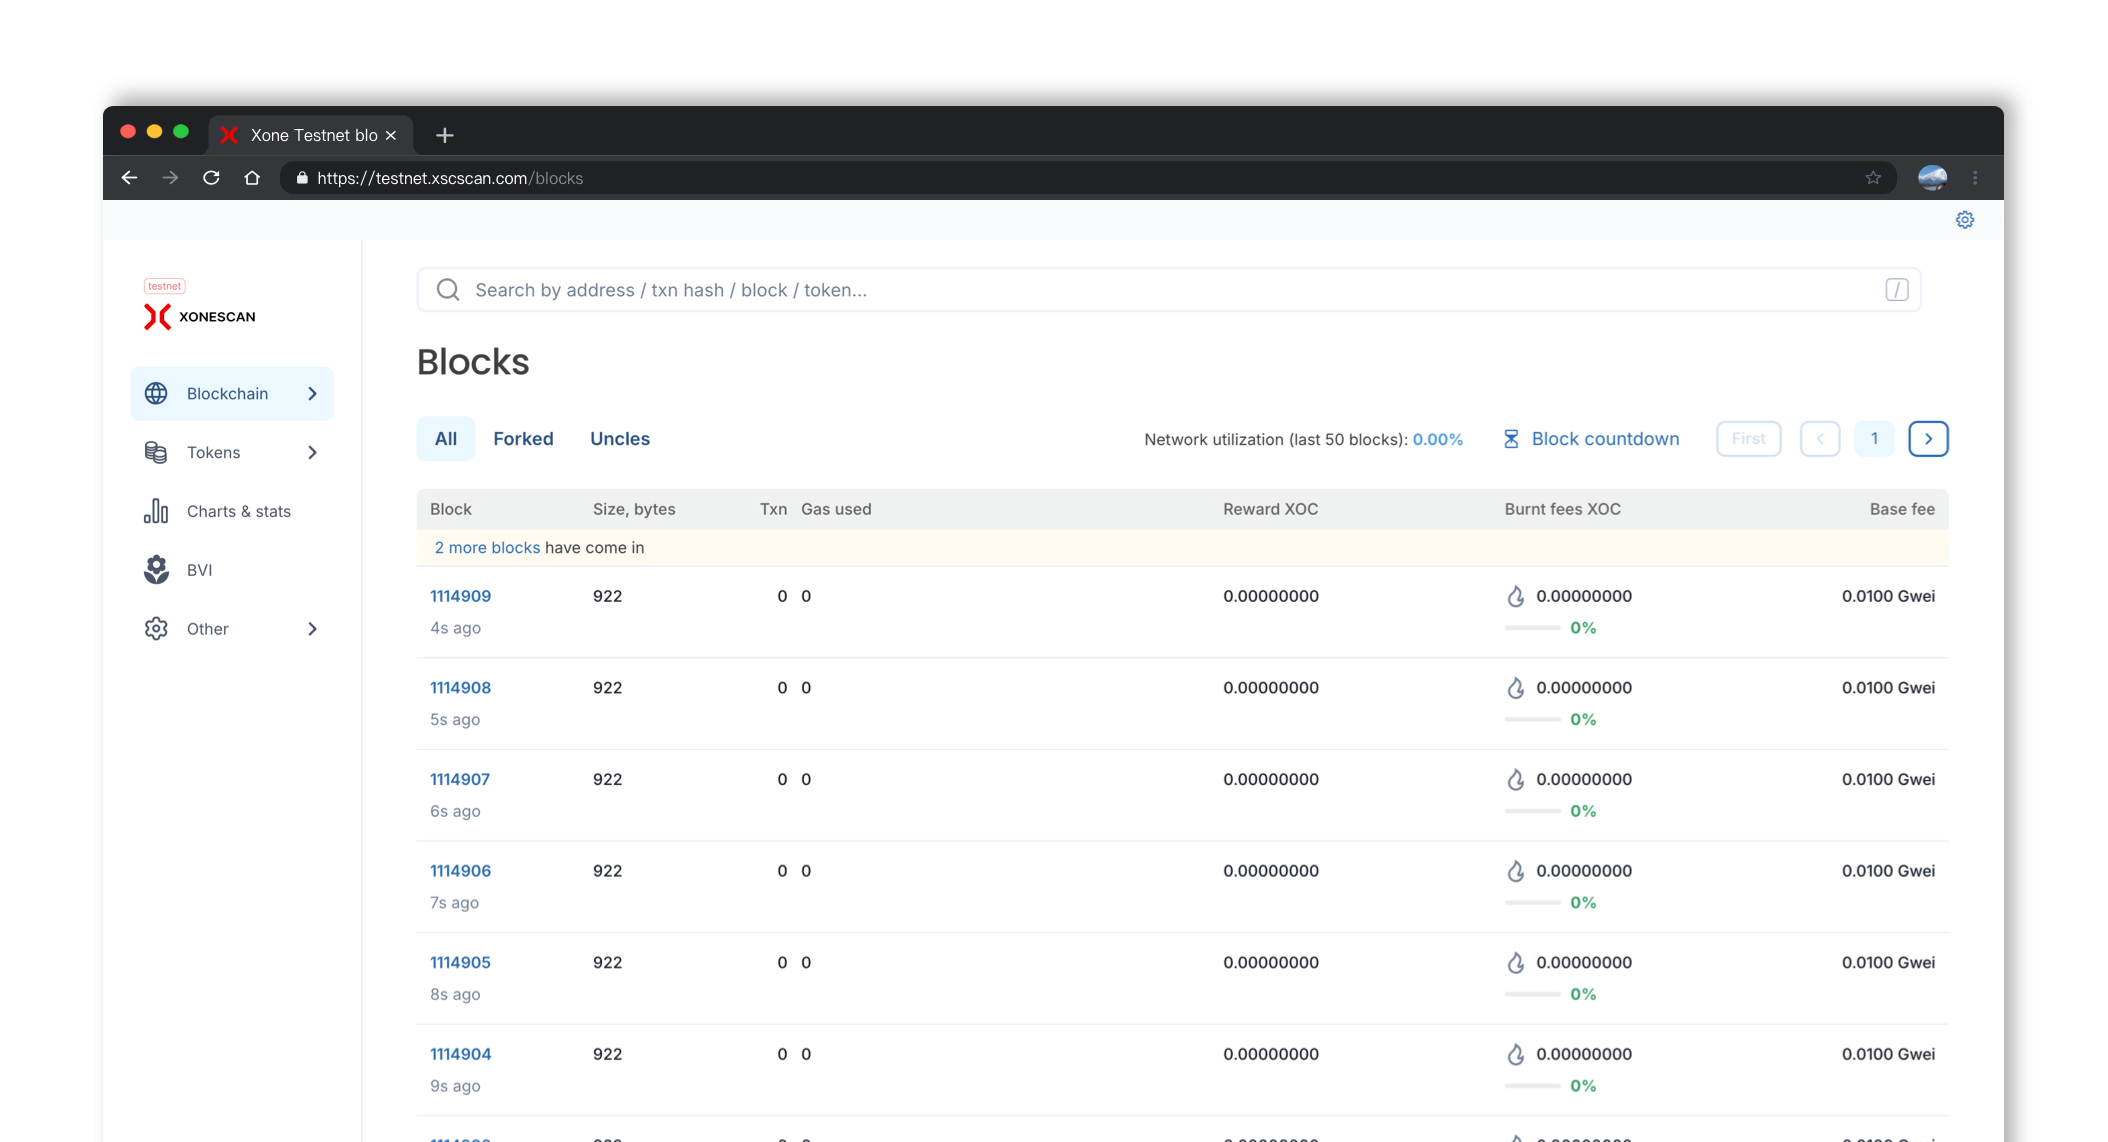 Xone Testnet blo
https://testnet.xscscan.com/blocks
testnet
XONESCAN
Blockchain
Tokens
Charts & stats
BVI
Other
Search by address / txn hash / block / token...
/
Blocks
All Forked Uncles Network utilization (last 50 blocks): 0.00% Block countdown First 1
Block Size, bytes Txn Gas used Reward XOC Burnt fees XOC Base fee
2 more blocks have come in
1114909 922 0 0 0.00000000 0.00000000 0.0100 Gwei
4s ago 0%
1114908 922 0 0 0.00000000 0.00000000 0.0100 Gwei
5s ago 0%
1114907 922 0 0 0.00000000 0.00000000 0.0100 Gwei
6s ago 0%
1114906 922 0 0 0.00000000 0.00000000 0.0100 Gwei
7s ago 0%
1114905 922 0 0 0.00000000 0.00000000 0.0100 Gwei
8s ago 0%
1114904 922 0 0 0.00000000 0.00000000 0.0100 Gwei
9s ago 0%